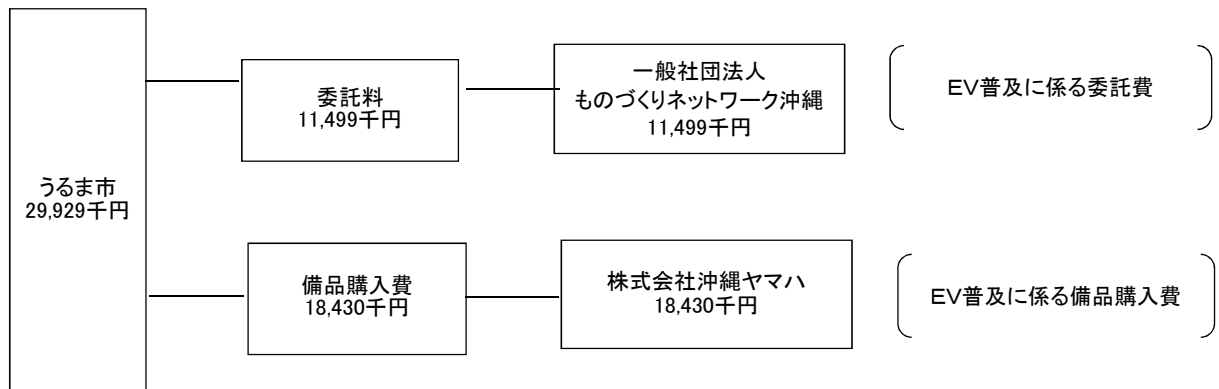 うるま市
29,929千円
委託料
11,499千円
一般社団法人
ものづくりネットワーク沖縄
11,499千円
EV普及に係る委託費
備品購入費
18,430千円
株式会社沖縄ヤマハ
18,430千円
EV普及に係る備品購入費